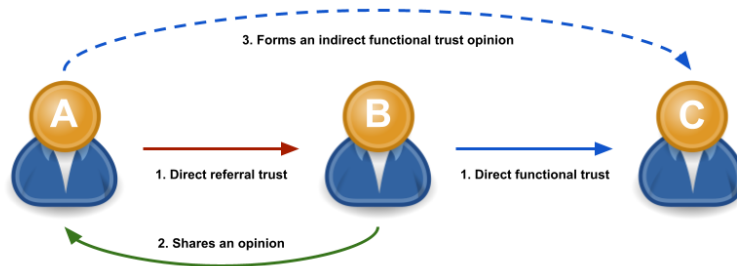 3. Forms an indirect functional trust opinion
A
B
C
1. Direct referral trust
1. Direct functional trust
2. Shares an opinion